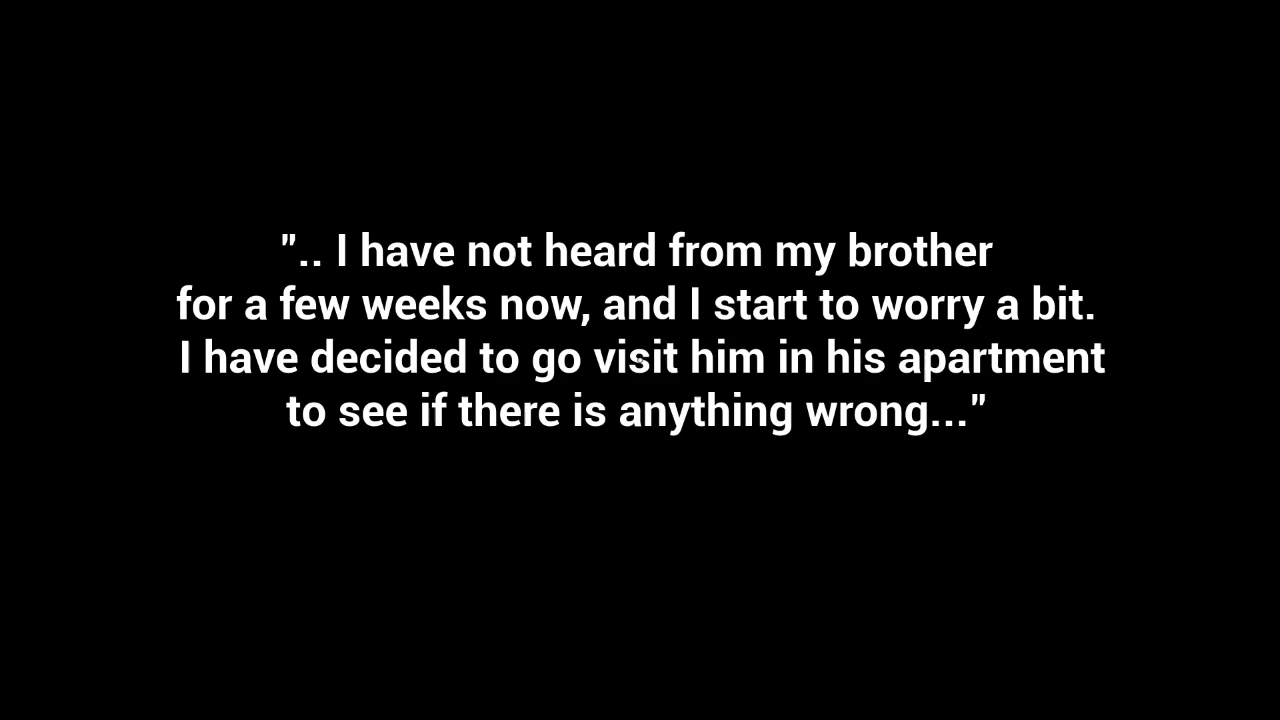 ".. I have not heard from my brother
for a few weeks now, and I start to worry a bit.
I have decided to go visit him in his apartment
to see if there is anything wrong..."